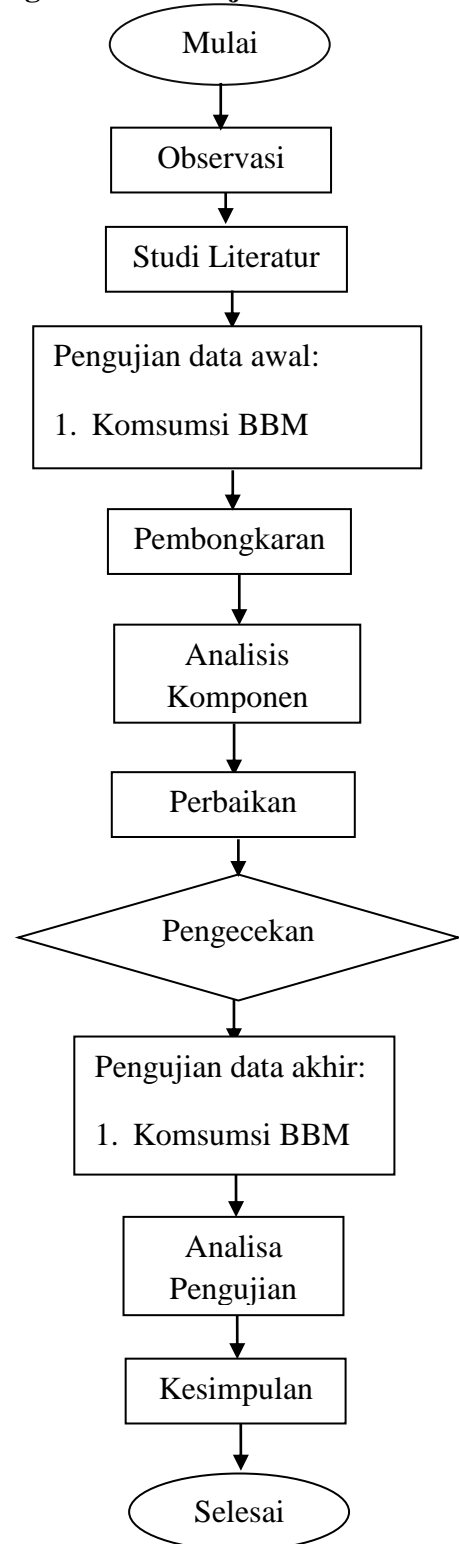 Mulai
Observasi
Studi Literatur
Pengujian data awal:
1. Komsumsi BBM
Pembongkaran
Analisis
Komponen
Perbaikan
Pengecekan
Pengujian data akhir:
1. Komsumsi BBM
Analisa
Pengujian
Kesimpulan
Selesai